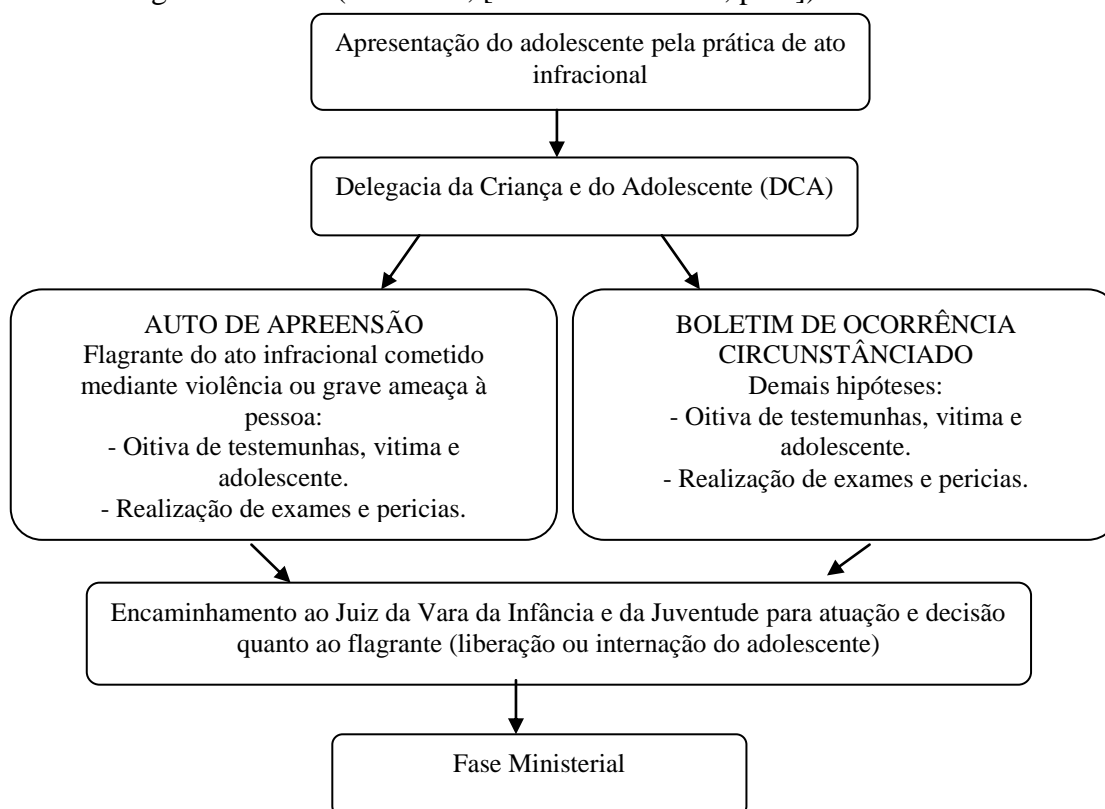 Apresentação do adolescente pela prática de ato
infracional
Delegacia da Criança e do Adolescente (DCA)
AUTO DE APREENSÃO
Flagrante do ato infracional cometido
mediante violência ou grave ameaça à
pessoa:
- Oitiva de testemunhas, vitima e
adolescente.
- Realização de exames e pericias.
BOLETIM DE OCORRÊNCIA
CIRCUNSTÂNCIADO
Demais hipóteses:
- Oitiva de testemunhas, vitima e
adolescente.
- Realização de exames e pericias.
Encaminhamento ao Juiz da Vara da Infância e da Juventude para atuação e decisão
quanto ao flagrante (liberação ou internação do adolescente)
Fase Ministerial